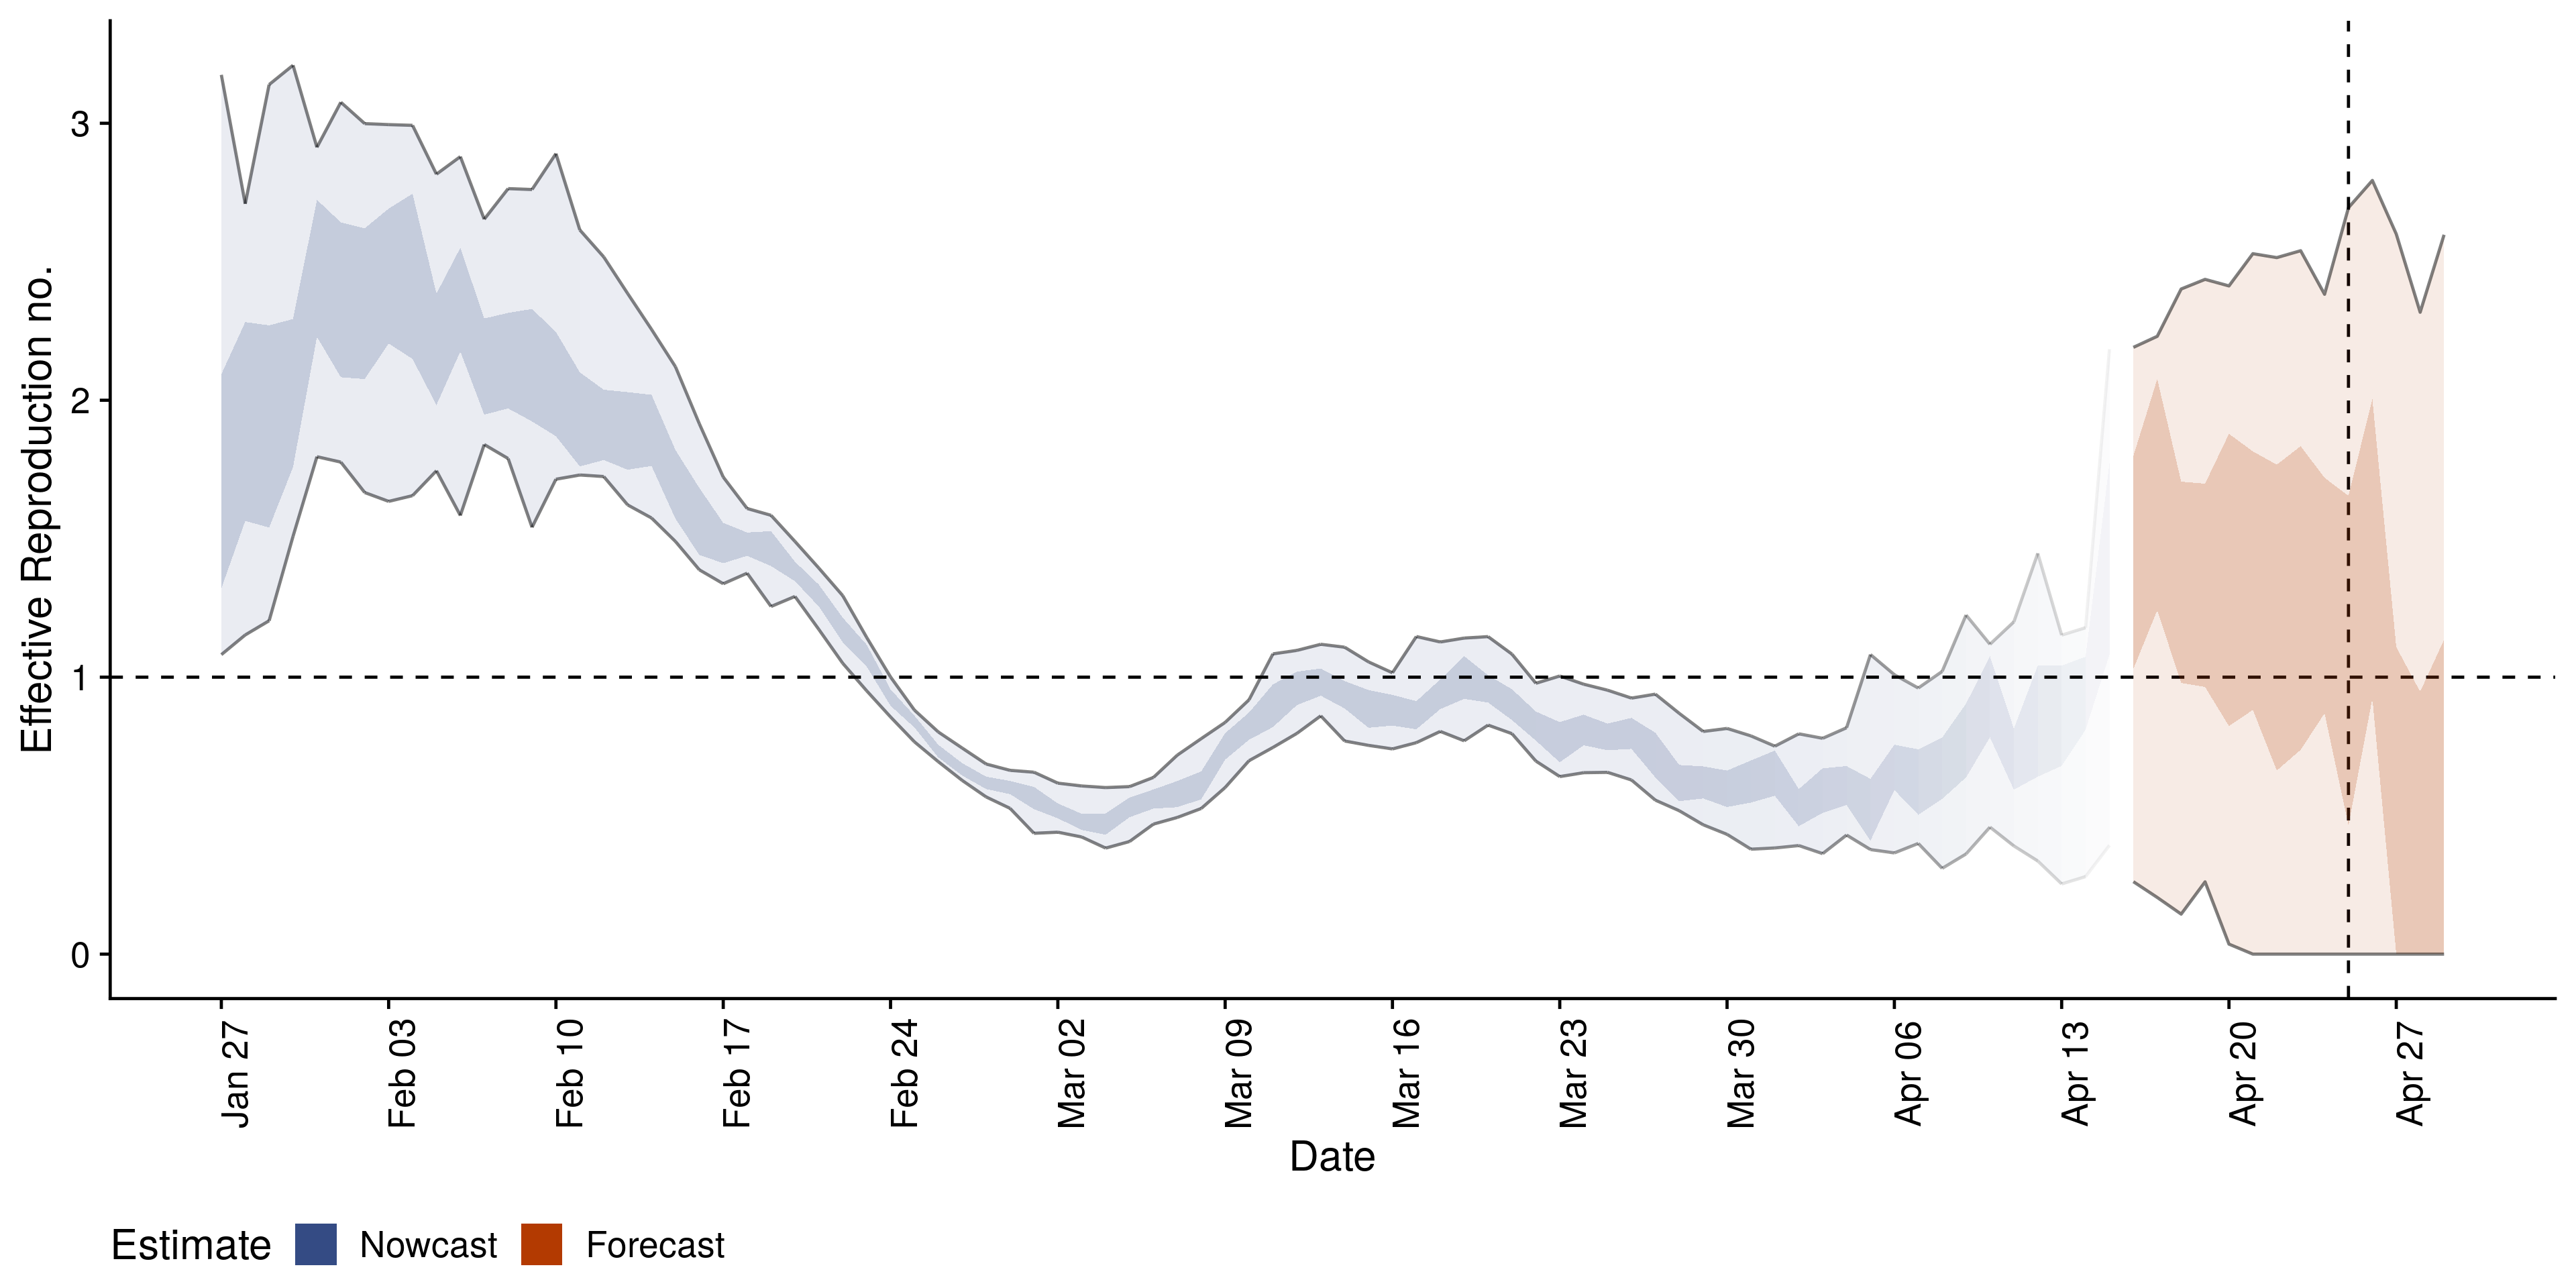 Effective Reproduction no.
3
2
1
0
Jan 27
Feb 03
Feb 10
Feb 17
Feb 24
Mar 02
Mar 09
Mar 16
Mar 23
Mar 30
Apr 06
Apr 13
Apr 20
Apr 27
Date
Estimate Nowcast Forecast